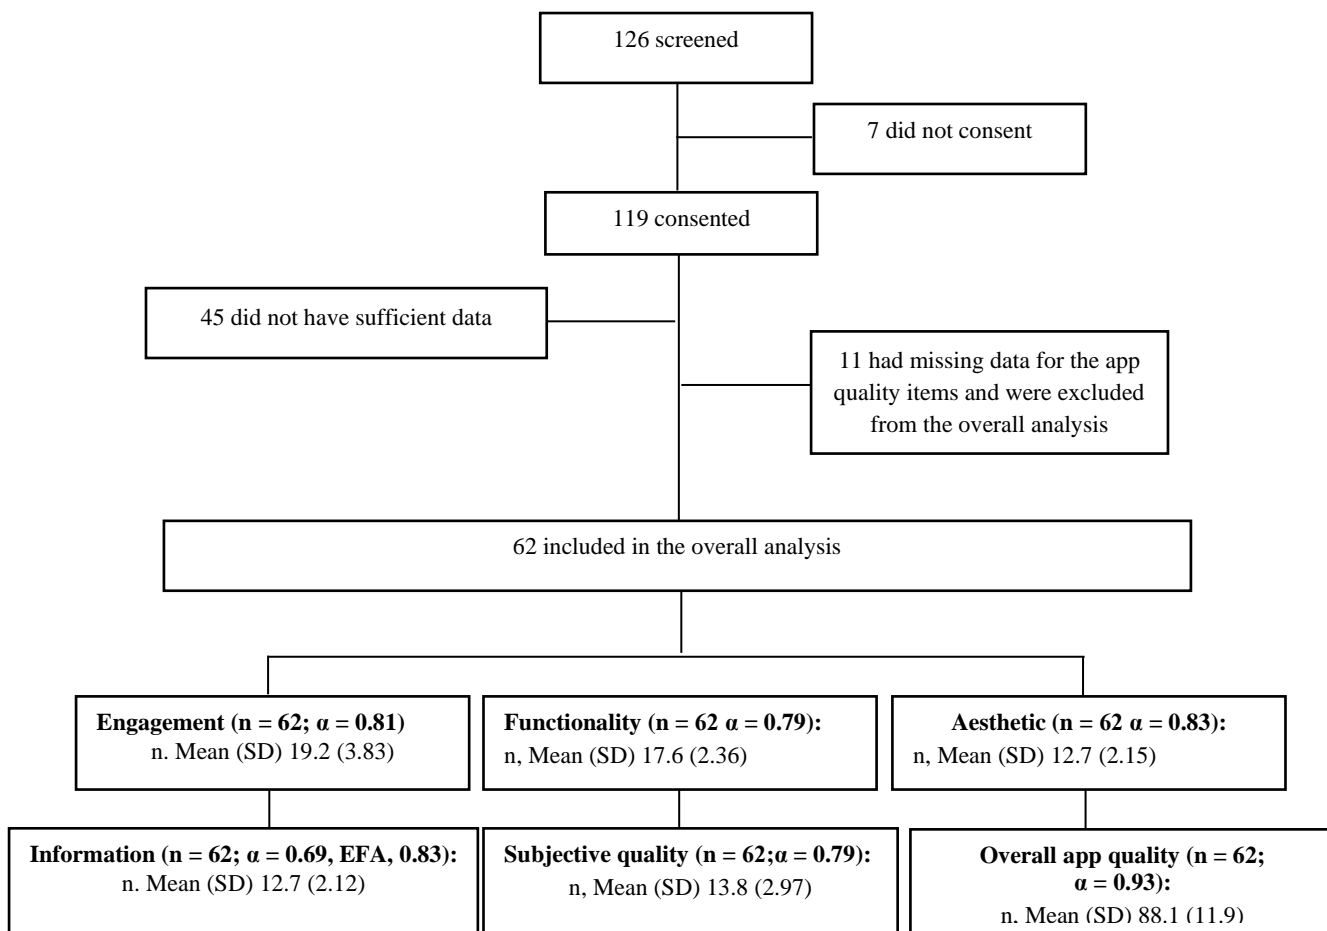 126 screened
7 did not consent
119 consented
45 did not have sufficient data
11 had missing data for the app
quality items and were excluded
from the overall analysis
62 included in the overall analysis
Engagement (n = 62; α = 0.81)
n. Mean (SD) 19.2 (3.83)
Functionality (n = 62 α = 0.79):
n, Mean (SD) 17.6 (2.36)
Aesthetic (n = 62 α = 0.83):
n, Mean (SD) 12.7 (2.15)
Information (n = 62; α = 0.69, EFA, 0.83):
n. Mean (SD) 12.7 (2.12)
Subjective quality (n = 62;α = 0.79):
n, Mean (SD) 13.8 (2.97)
Overall app quality (n = 62;
α = 0.93):
n, Mean (SD) 88.1 (11.9)